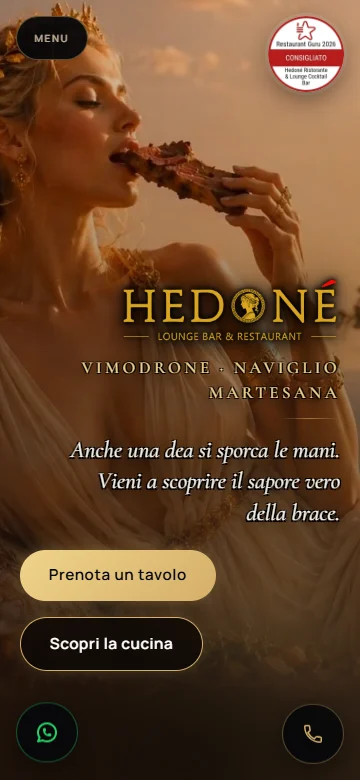 MENU
Restaurant Guru 2026
CONSIGLIATO
Hedoné Ristorante
& Lounge Cocktail
Bar
HEDONÉ
LOUNGE BAR & RESTAURANT
VIMODRONE · NAVIGLIO
MARTESANA
Anche una dea si sporca le mani.
Vieni a scoprire il sapore vero
della brace.
Prenota un tavolo
Scopri la cucina